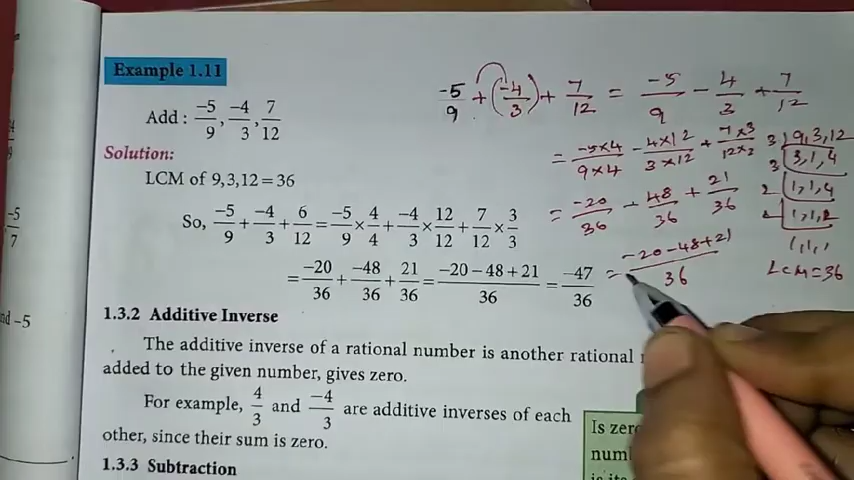 Example 1.11
Add : -5/9, -4/3, 7/12
Solution:
LCM of 9,3,12 = 36
So, -5/9 + -4/3 + 6/12 = -5/9 × 4/4 + -4/3 × 12/12 + 7/12 × 3/3
= -20/36 + -48/36 + 21/36 = -20 - 48 + 21/36 = -47/36
1.3.2 Additive Inverse
The additive inverse of a rational number is another rational
added to the given number, gives zero.
For example, 4/3 and -4/3 are additive inverses of each
other, since their sum is zero.
1.3.3 Subtraction
-5/9 + (-4/3) + 7/12 = -5/9 - 4/3 + 7/12
= -5×4/9×4 - 4×12/3×12 + 7×3/12×2
= -20/36 - 48/36 + 21/36
= -20-48+21/36
3 | 9,3,12
3 | 3,1,4
2 | 1,1,4
2 | 1,1,2
1,1,1
LCM=36
-5/7
nd -5
Is zero
num
is its